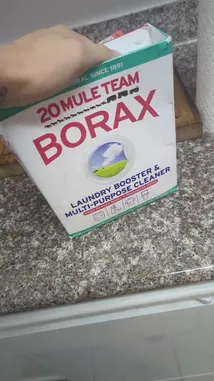 NATURAL SINCE 1891
20 MULE TEAM
BORAX
LAUNDRY BOOSTER &
MULTI-PURPOSE CLEANER